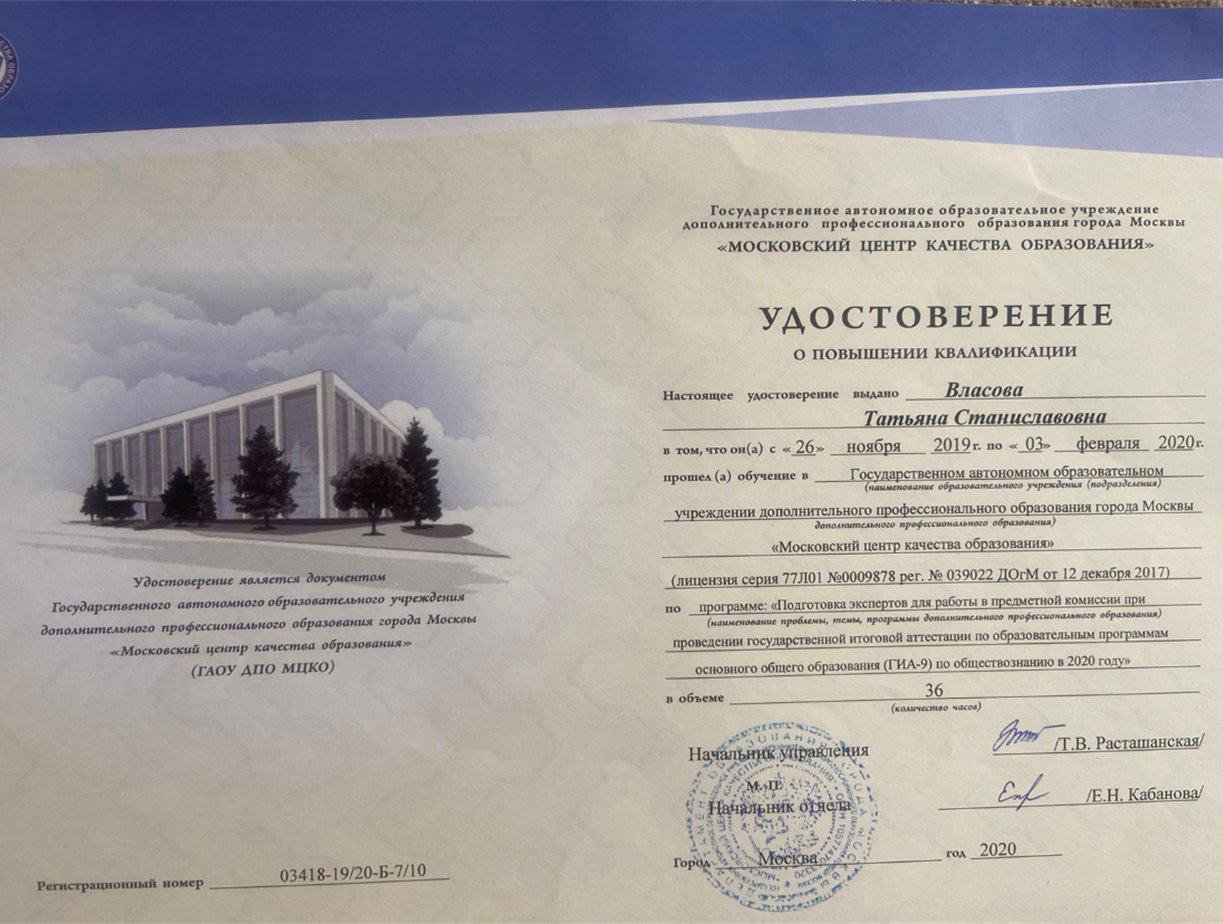 Удостоверение является документом
Государственного автономного образовательного учреждения
дополнительного профессионального образования города Москвы
«Московский центр качества образования»
(ГАОУ ДПО МЦКО)
Регистрационный номер 03418-19/20-Б-7/10
Государственное автономное образовательное учреждение
дополнительного профессионального образования города Москвы
«МОСКОВСКИЙ ЦЕНТР КАЧЕСТВА ОБРАЗОВАНИЯ»
УДОСТОВЕРЕНИЕ
О ПОВЫШЕНИИ КВАЛИФИКАЦИИ
Настоящее удостоверение выдано Власова
Татьяна Станиславовна
в том, что он(а) с «26» ноября 2019г. по «03» февраля 2020г.
прошел (а) обучение в Государственном автономном образовательном
(наименование образовательного учреждения (подразделения)
учреждении дополнительного профессионального образования города Москвы
дополнительного профессионального образования)
«Московский центр качества образования»
(лицензия серия 77Л01 №0009878 рег. № 039022 ДОгМ от 12 декабря 2017)
по программе: «Подготовка экспертов для работы в предметной комиссии при
(наименование проблемы, темы, программы дополнительного профессионального образования)
проведении государственной итоговой аттестации по образовательным программам
основного общего образования (ГИА-9) по обществознанию в 2020 году»
в объеме 36
(количество часов)
Начальник управления /Т.В. Расташанская/
М. П.
Начальник отдела /Е.Н. Кабанова/
Город Москва год 2020